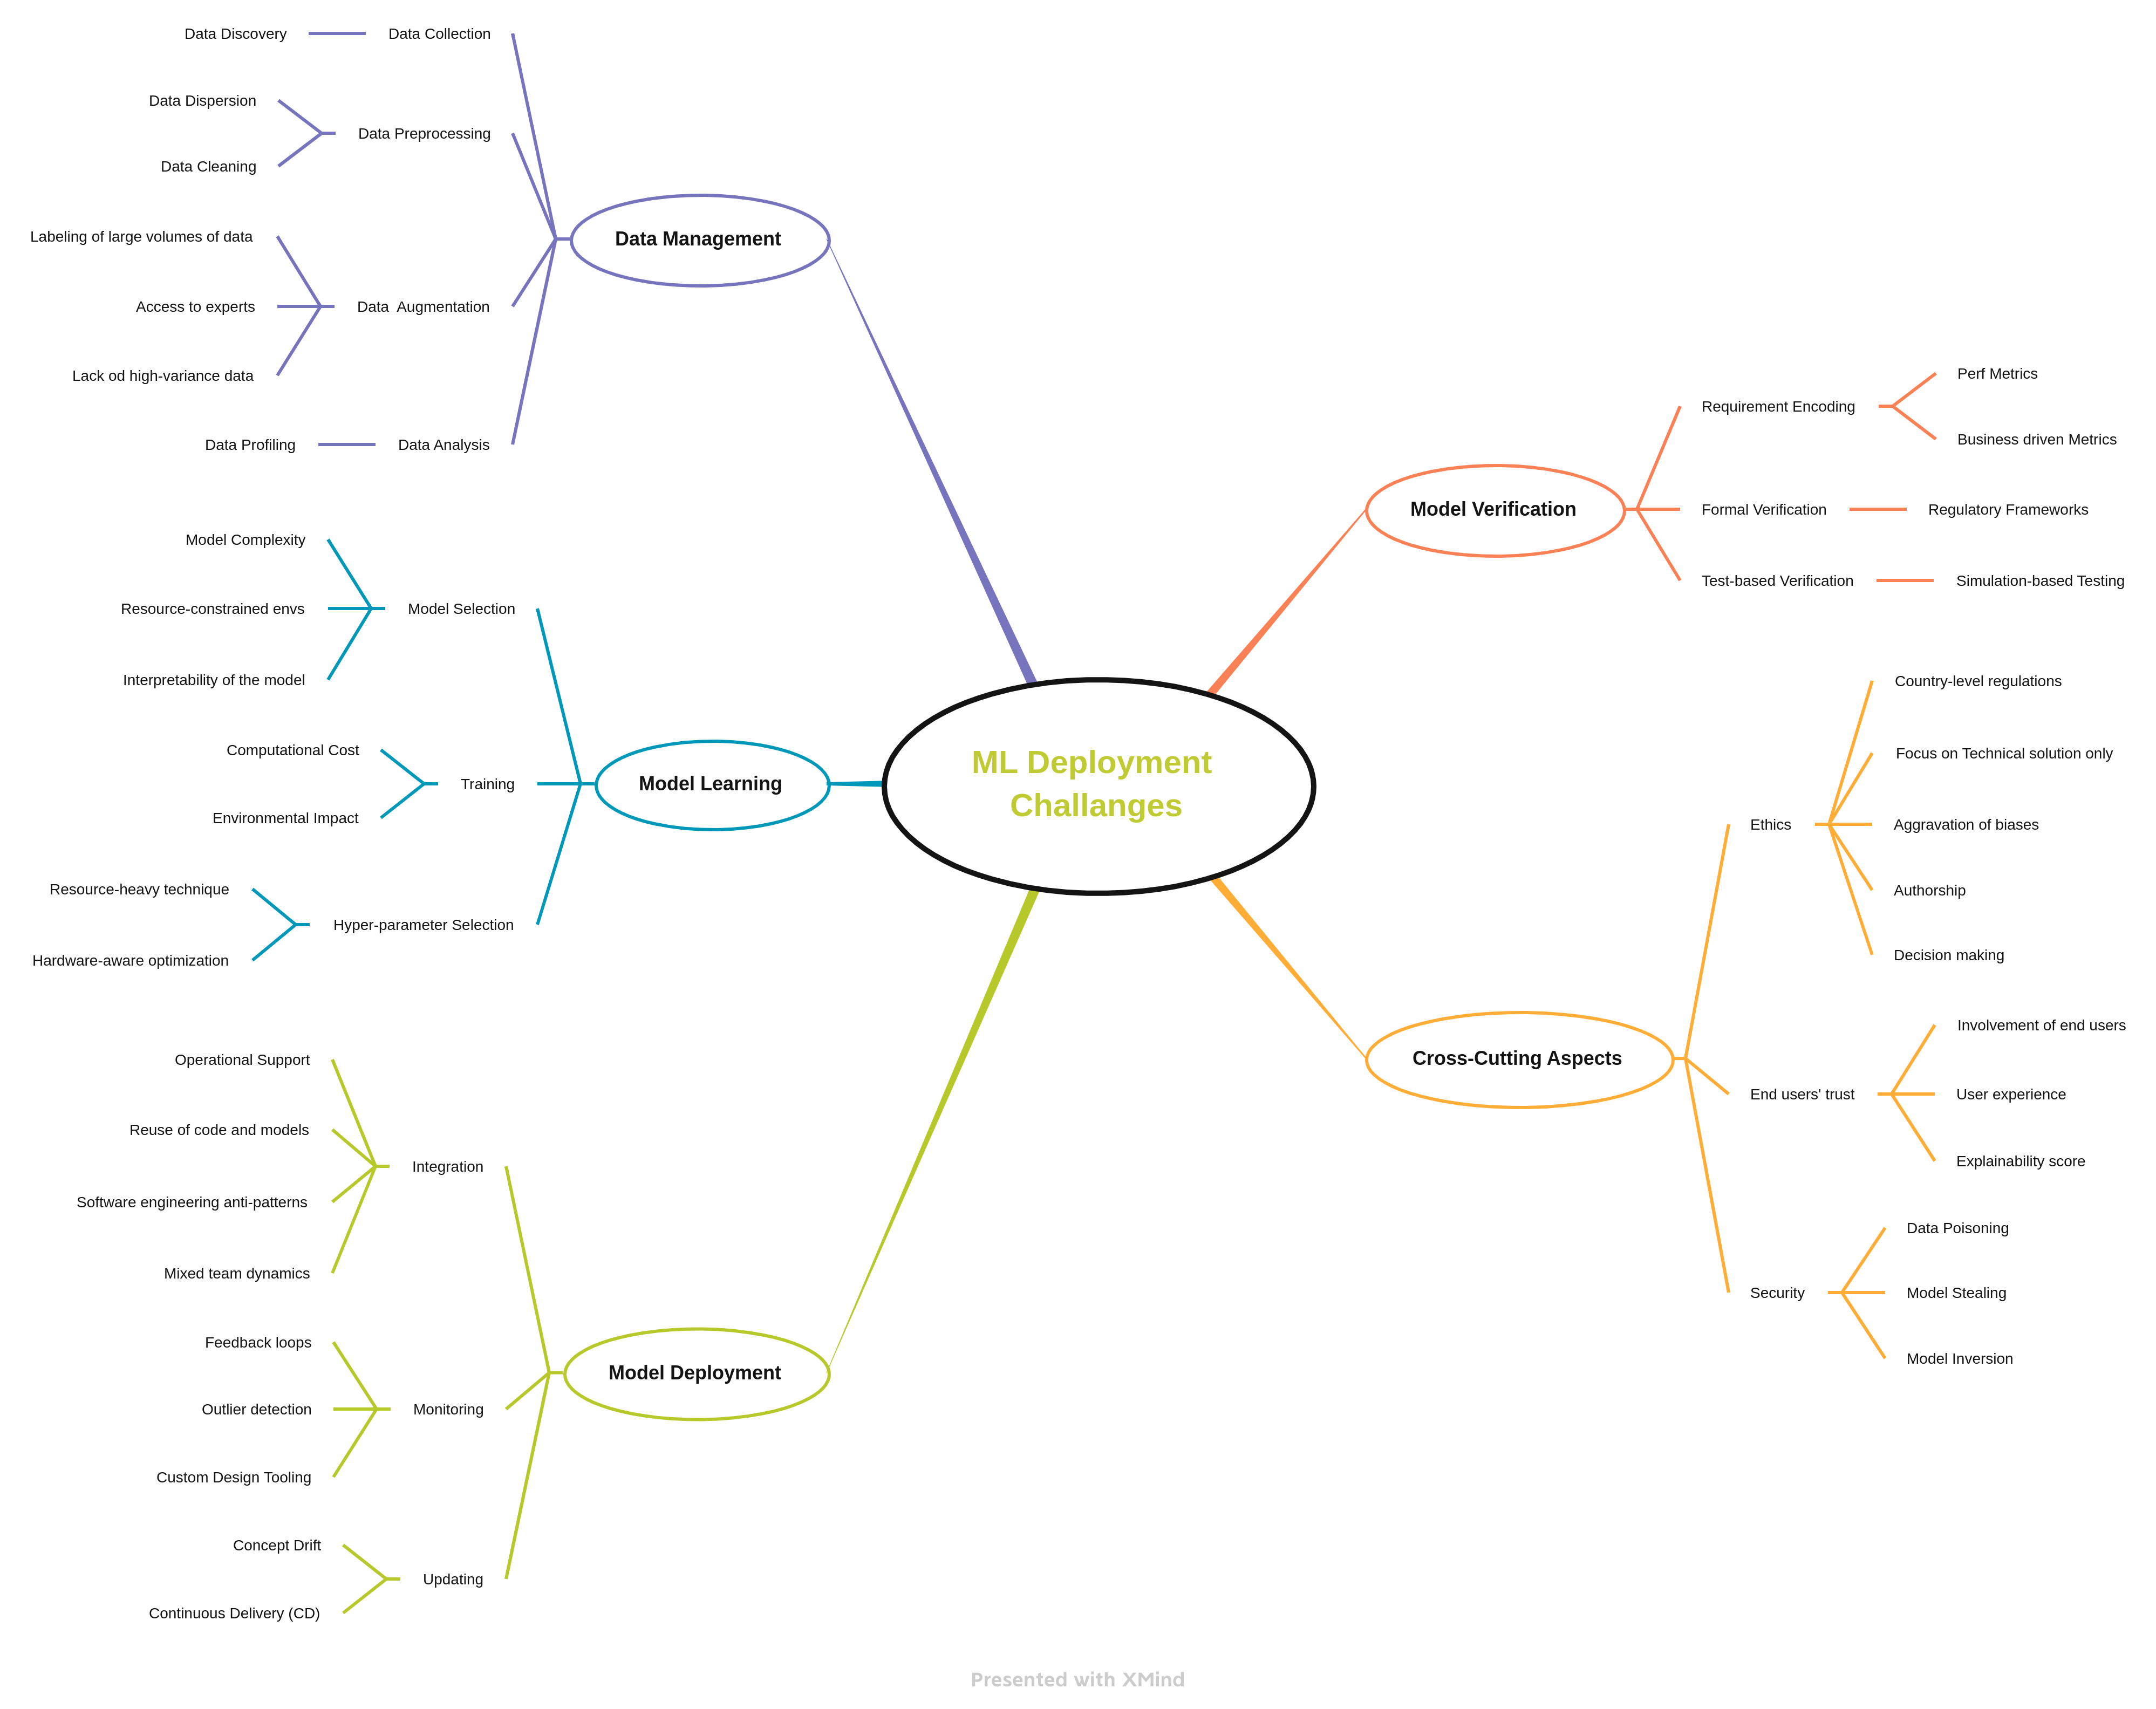 Data Discovery
Data Collection
Data Dispersion
Data Preprocessing
Data Cleaning
Labeling of large volumes of data
Access to experts
Data  Augmentation
Lack od high-variance data
Data Profiling
Data Analysis
Data Management
Model Complexity
Resource-constrained envs
Model Selection
Interpretability of the model
Computational Cost
Training
Environmental Impact
Resource-heavy technique
Hyper-parameter Selection
Hardware-aware optimization
Model Learning
Operational Support
Reuse of code and models
Integration
Software engineering anti-patterns
Mixed team dynamics
Feedback loops
Outlier detection
Monitoring
Custom Design Tooling
Concept Drift
Updating
Continuous Delivery (CD)
Model Deployment
ML Deployment
Challanges
Model Verification
Requirement Encoding
Perf Metrics
Business driven Metrics
Formal Verification
Regulatory Frameworks
Test-based Verification
Simulation-based Testing
Cross-Cutting Aspects
Ethics
Country-level regulations
Focus on Technical solution only
Aggravation of biases
Authorship
Decision making
End users' trust
Involvement of end users
User experience
Explainability score
Security
Data Poisoning
Model Stealing
Model Inversion
Presented with XMind